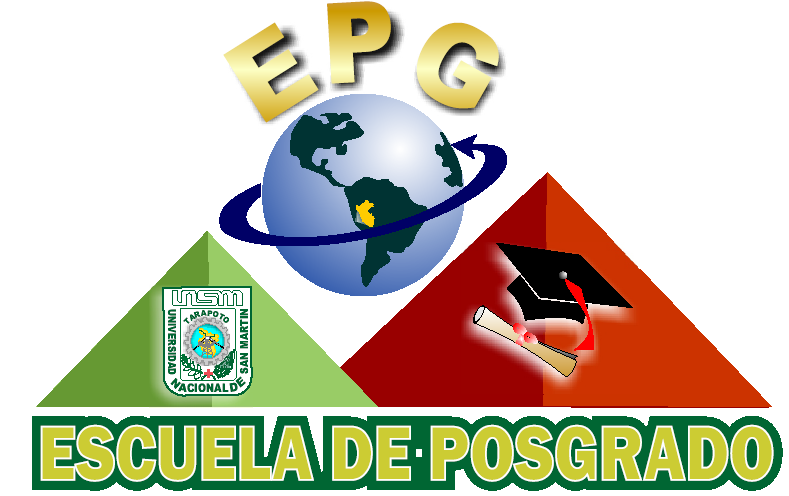 EPG
UNSM
TARAPOTO
UNIVERSIDAD
NACIONAL DE
SAN MARTIN
ESCUELA DE POSGRADO